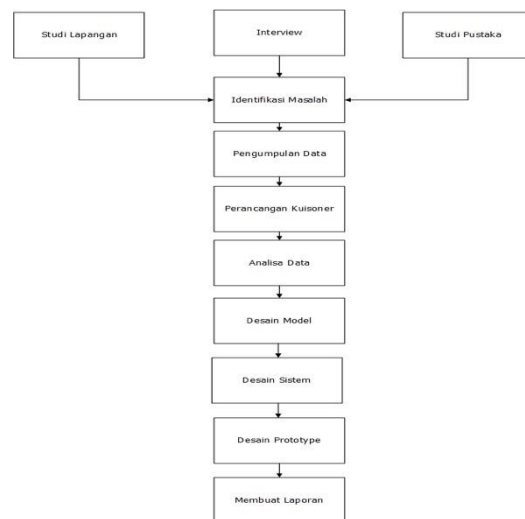 Studi Lapangan
Interview
Studi Pustaka
Identifikasi Masalah
Pengumpulan Data
Perancangan Kuisoner
Analisa Data
Desain Model
Desain Sistem
Desain Prototype
Membuat Laporan